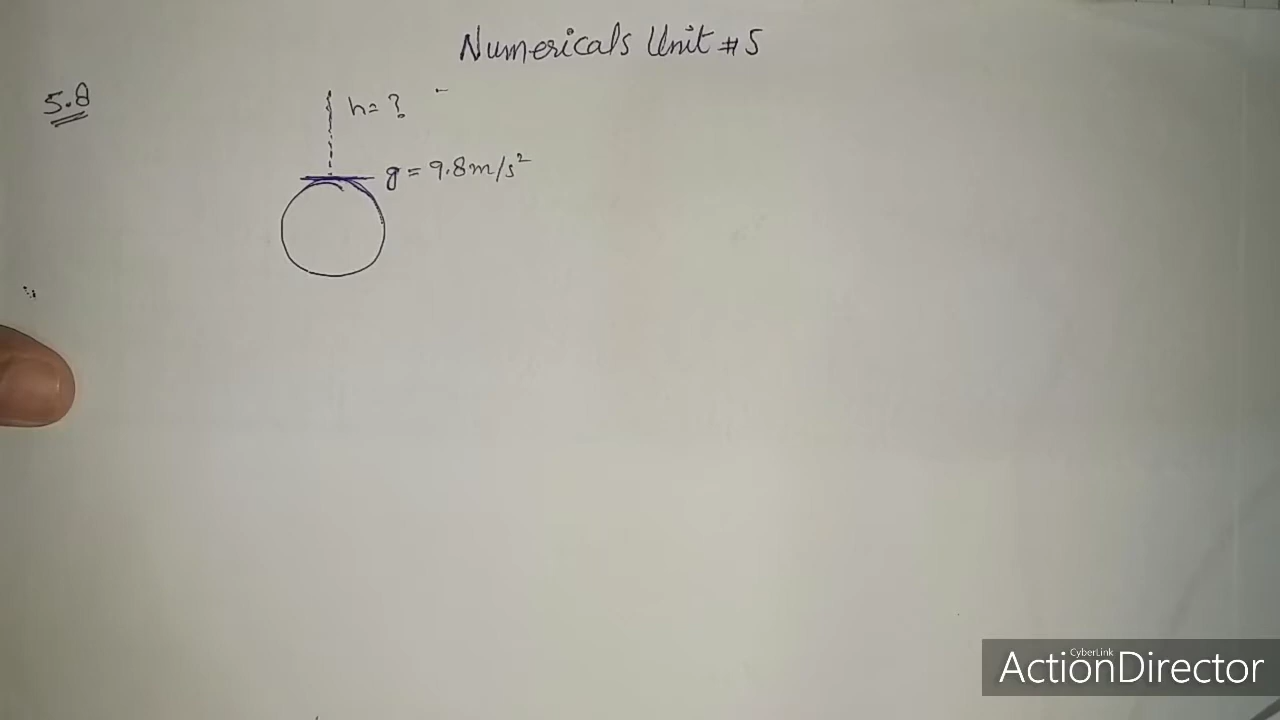 Numericals Unit # 5
5.8
h = ?
g = 9.8 m/s²
CyberLink
ActionDirector